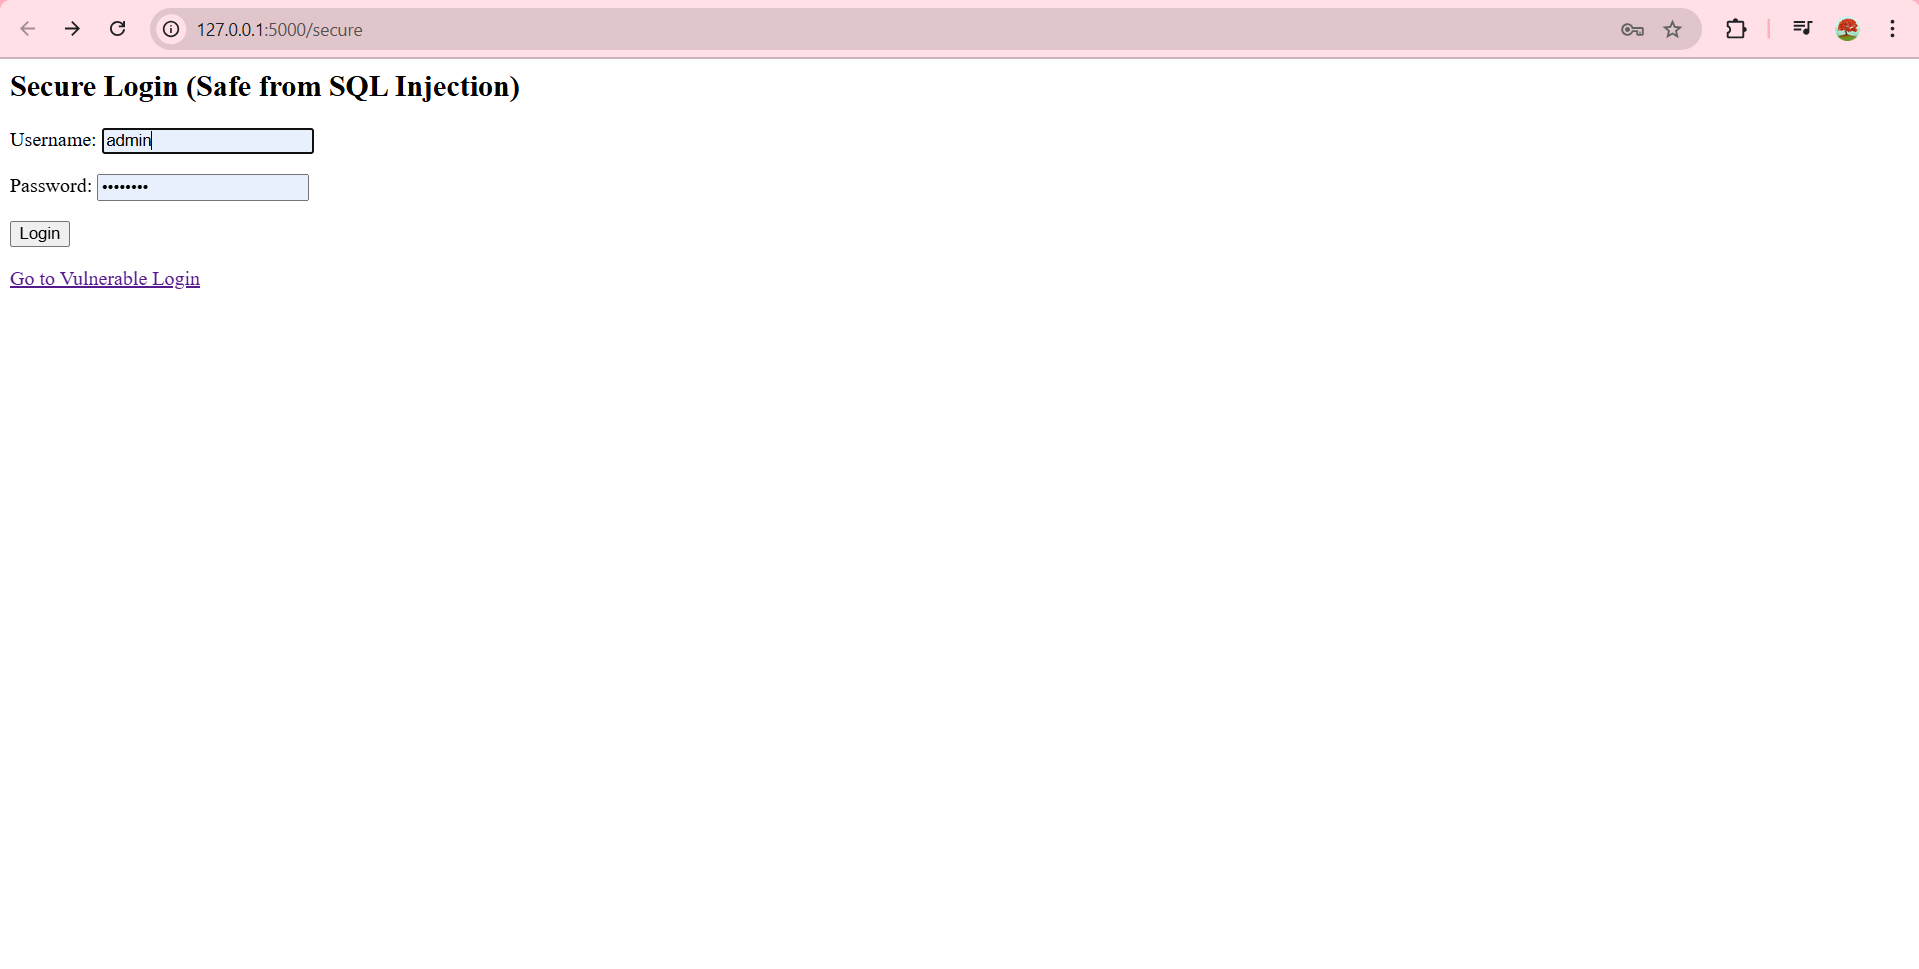 127.0.0.1:5000/secure
Secure Login (Safe from SQL Injection)
Username: admin
Password: ••••••••
Login
Go to Vulnerable Login